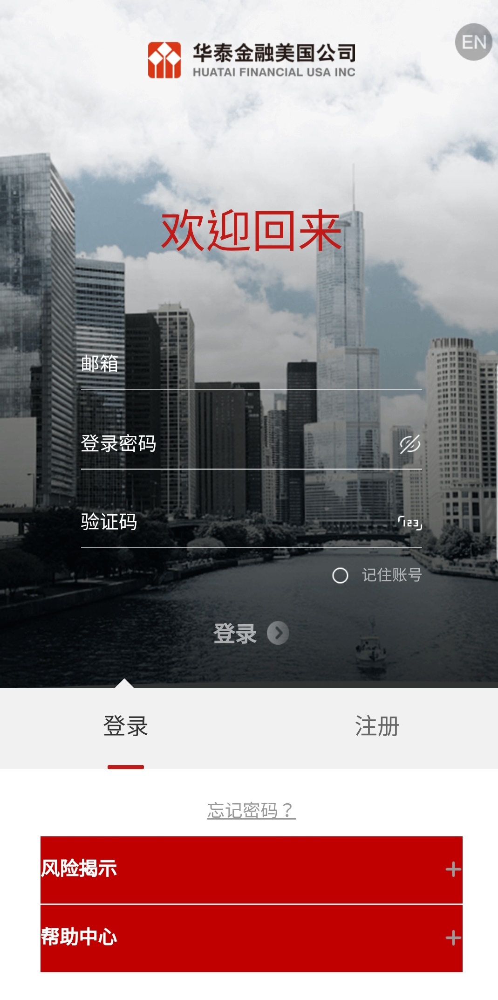 EN
华泰金融美国公司
HUATAI FINANCIAL USA INC
欢迎回来
邮箱
登录密码
验证码
123
记住账号
登录
登录
注册
忘记密码？
风险揭示
帮助中心